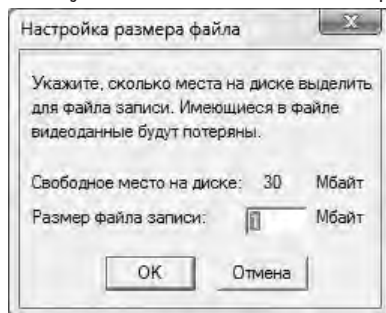 Настройка размера файла
Укажите, сколько места на диске выделить
для файла записи. Имеющиеся в файле
видеоданные будут потеряны.
Свободное место на диске: 30 Мбайт
Размер файла записи: 1 Мбайт
OK Отмена